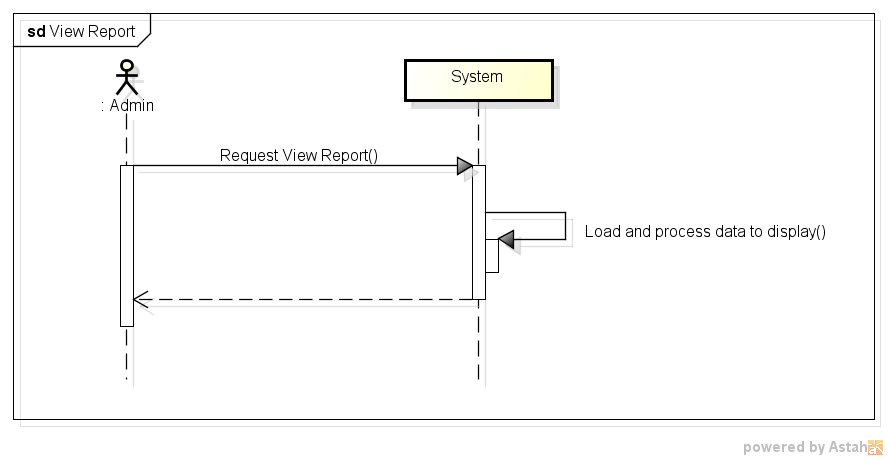 sd View Report
System
: Admin
Request View Report()
Load and process data to display()
powered by Astah